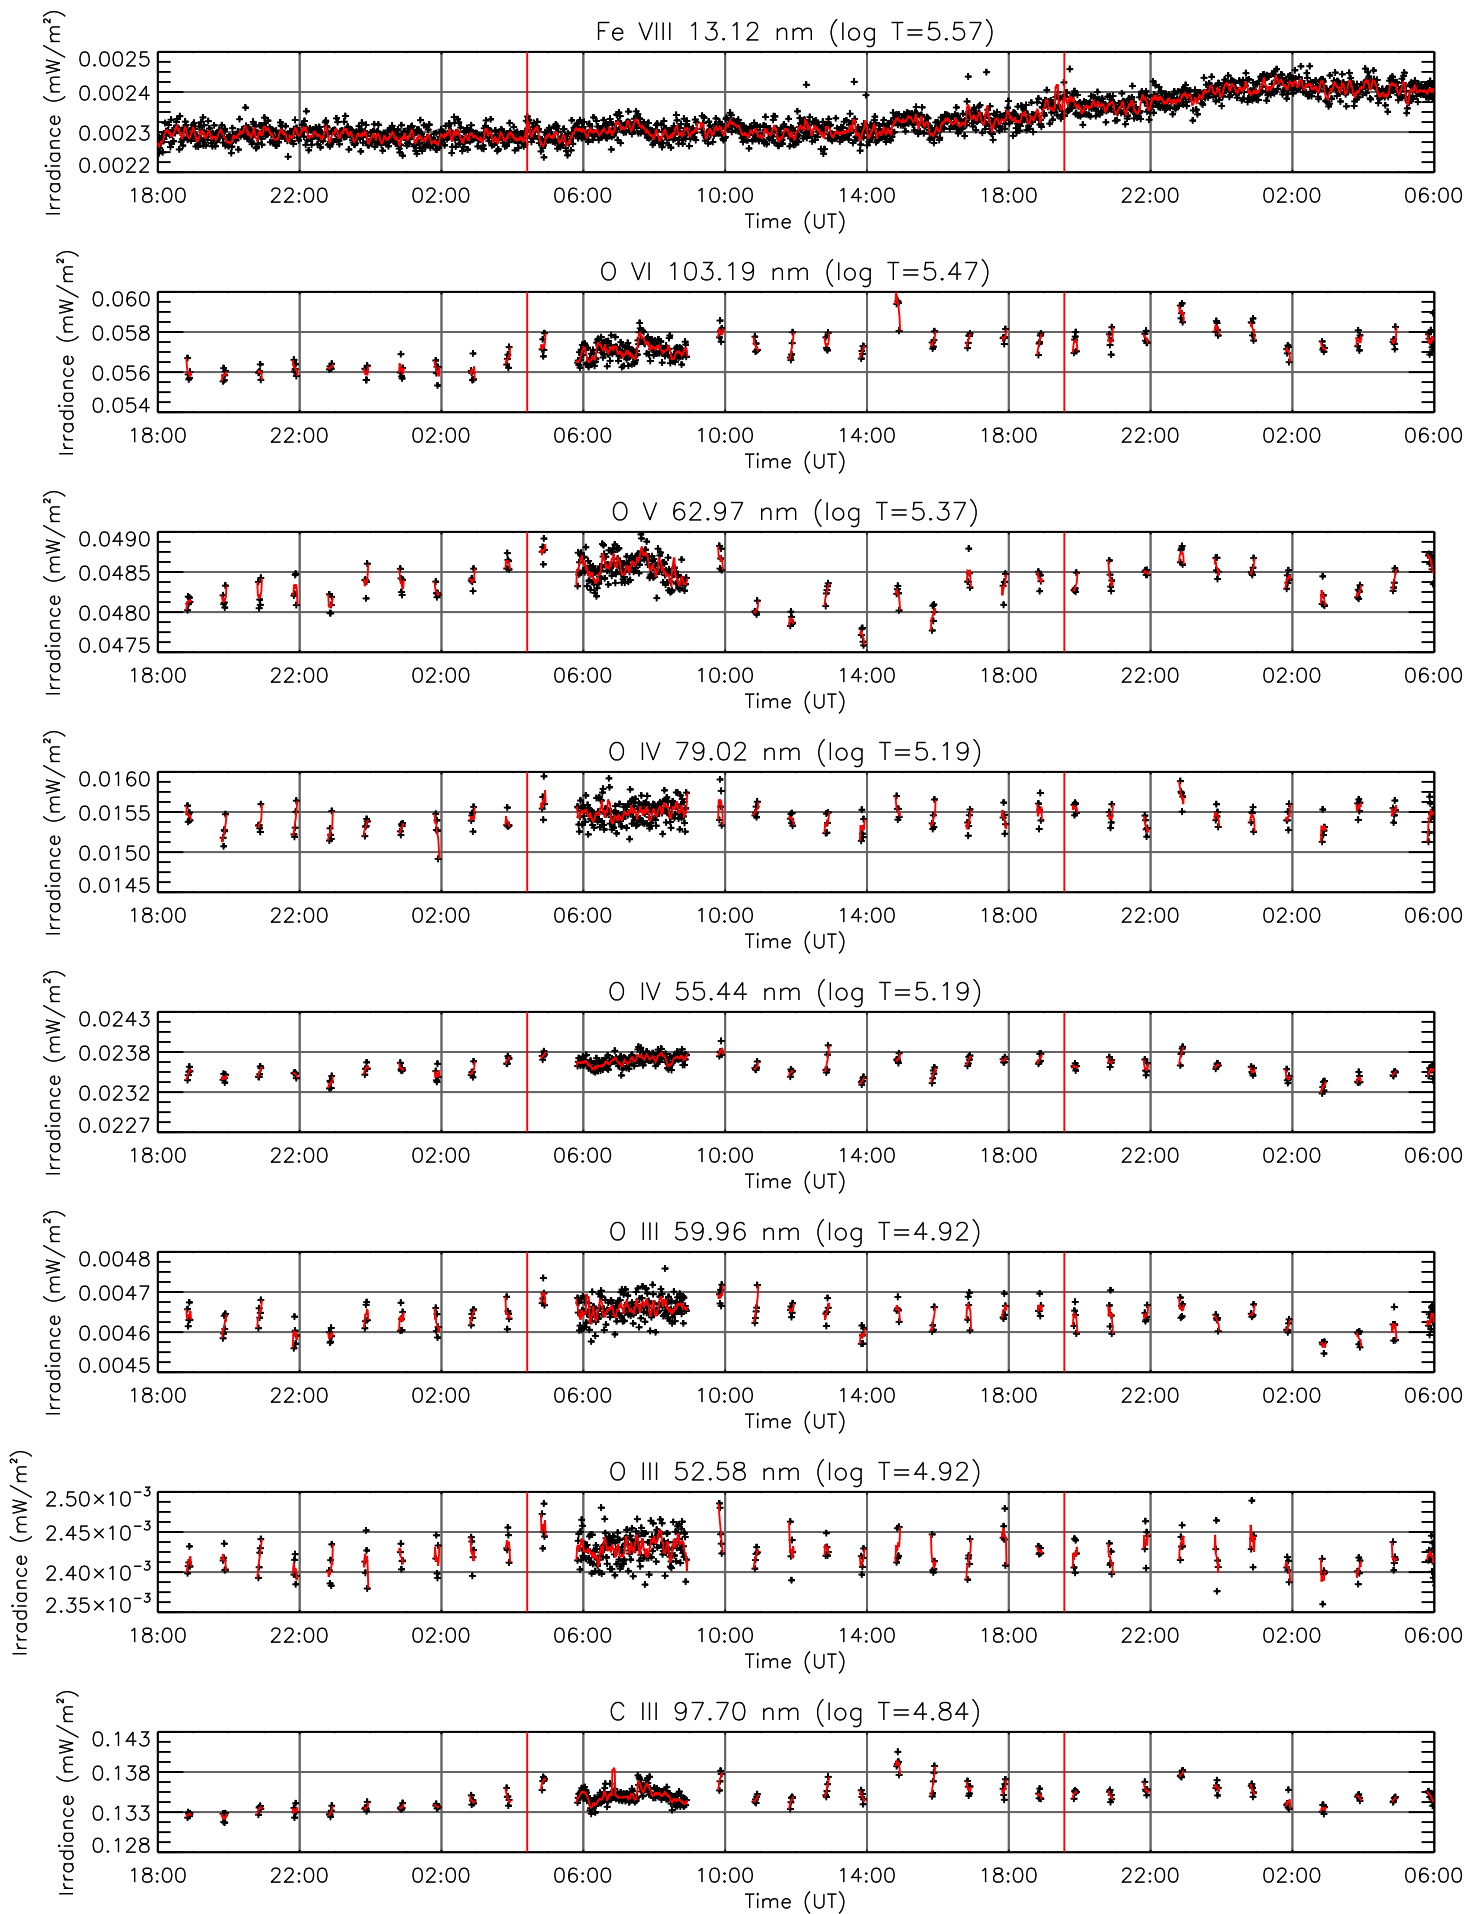 Fe VIII 13.12 nm (log T=5.57)
Irradiance (mW/m²)
0.0025
0.0024
0.0023
0.0022
18:00 22:00 02:00 06:00 10:00 14:00 18:00 22:00 02:00 06:00
Time (UT)
O VI 103.19 nm (log T=5.47)
Irradiance (mW/m²)
0.060
0.058
0.056
0.054
18:00 22:00 02:00 06:00 10:00 14:00 18:00 22:00 02:00 06:00
Time (UT)
O V 62.97 nm (log T=5.37)
Irradiance (mW/m²)
0.0490
0.0485
0.0480
0.0475
18:00 22:00 02:00 06:00 10:00 14:00 18:00 22:00 02:00 06:00
Time (UT)
O IV 79.02 nm (log T=5.19)
Irradiance (mW/m²)
0.0160
0.0155
0.0150
0.0145
18:00 22:00 02:00 06:00 10:00 14:00 18:00 22:00 02:00 06:00
Time (UT)
O IV 55.44 nm (log T=5.19)
Irradiance (mW/m²)
0.0243
0.0238
0.0232
0.0227
18:00 22:00 02:00 06:00 10:00 14:00 18:00 22:00 02:00 06:00
Time (UT)
O III 59.96 nm (log T=4.92)
Irradiance (mW/m²)
0.0048
0.0047
0.0046
0.0045
18:00 22:00 02:00 06:00 10:00 14:00 18:00 22:00 02:00 06:00
Time (UT)
O III 52.58 nm (log T=4.92)
Irradiance (mW/m²)
2.50×10⁻³
2.45×10⁻³
2.40×10⁻³
2.35×10⁻³
18:00 22:00 02:00 06:00 10:00 14:00 18:00 22:00 02:00 06:00
Time (UT)
C III 97.70 nm (log T=4.84)
Irradiance (mW/m²)
0.143
0.138
0.133
0.128
18:00 22:00 02:00 06:00 10:00 14:00 18:00 22:00 02:00 06:00
Time (UT)